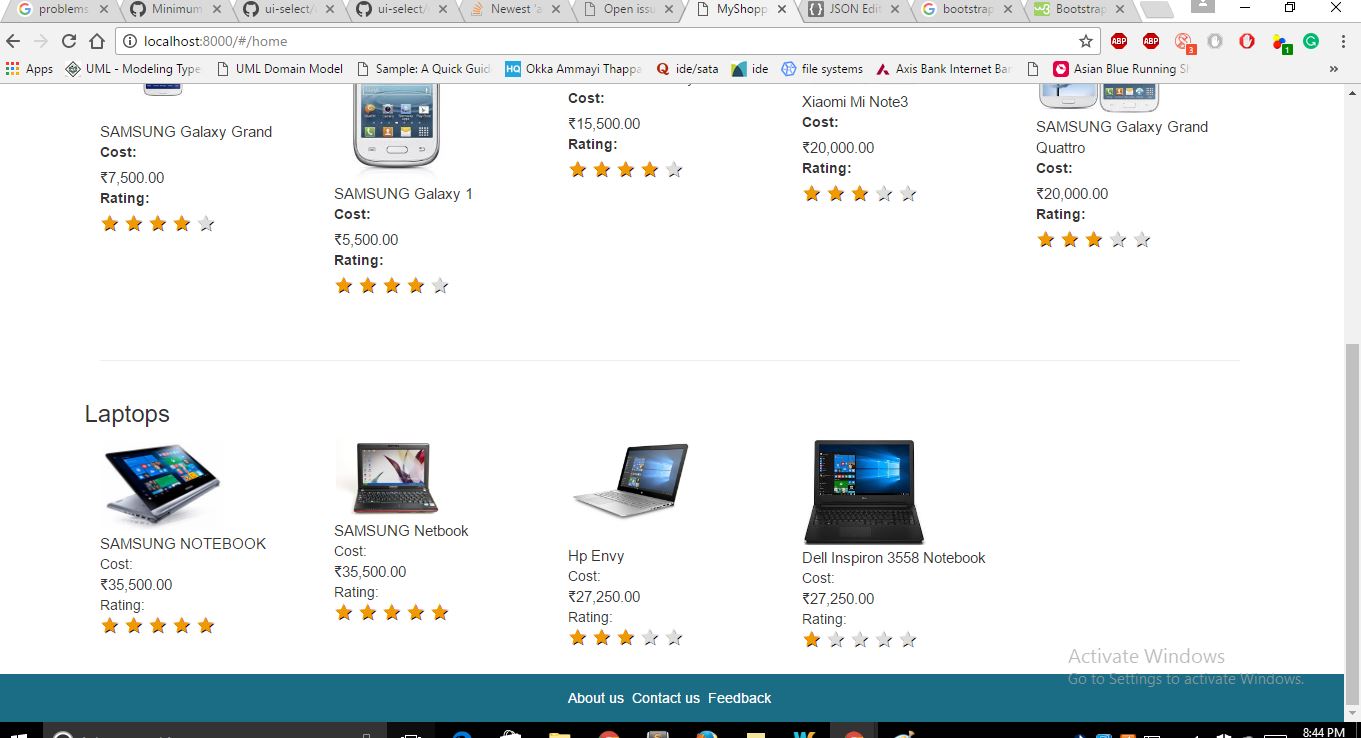 problems
Minimum
ui-select/
ui-select/
Newest 'a
Open issu
MyShopp
JSON Edit
bootstrap
Bootstrap
localhost:8000/#/home
Apps
UML - Modeling Type
UML Domain Model
Sample: A Quick Guid
Okka Ammayi Thappa
ide/sata
ide
file systems
Axis Bank Internet Ban
Asian Blue Running Sh
SAMSUNG Galaxy Grand
Cost:
₹7,500.00
Rating:
SAMSUNG Galaxy 1
Cost:
₹5,500.00
Rating:
Cost:
₹15,500.00
Rating:
Xiaomi Mi Note3
Cost:
₹20,000.00
Rating:
SAMSUNG Galaxy Grand
Quattro
Cost:
₹20,000.00
Rating:
Laptops
SAMSUNG NOTEBOOK
Cost:
₹35,500.00
Rating:
SAMSUNG Netbook
Cost:
₹35,500.00
Rating:
Hp Envy
Cost:
₹27,250.00
Rating:
Dell Inspiron 3558 Notebook
Cost:
₹27,250.00
Rating:
Activate Windows
Go to Settings to activate Windows.
About us Contact us Feedback
8:44 PM